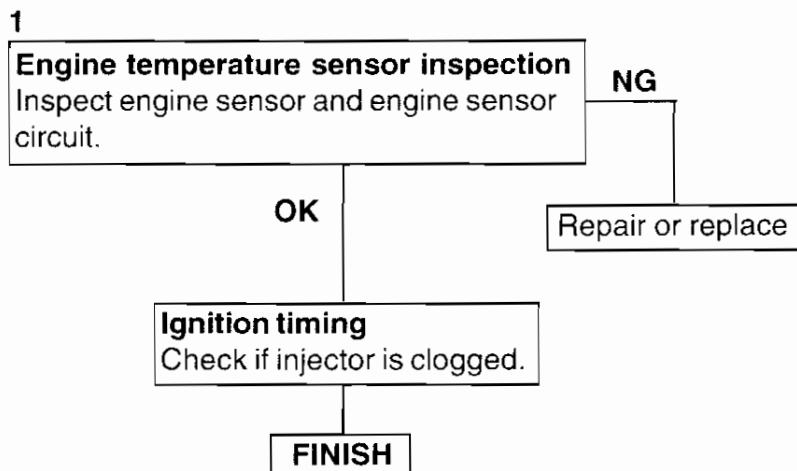 1
Engine temperature sensor inspection
Inspect engine sensor and engine sensor
circuit.
NG
OK
Repair or replace
Ignition timing
Check if injector is clogged.
FINISH